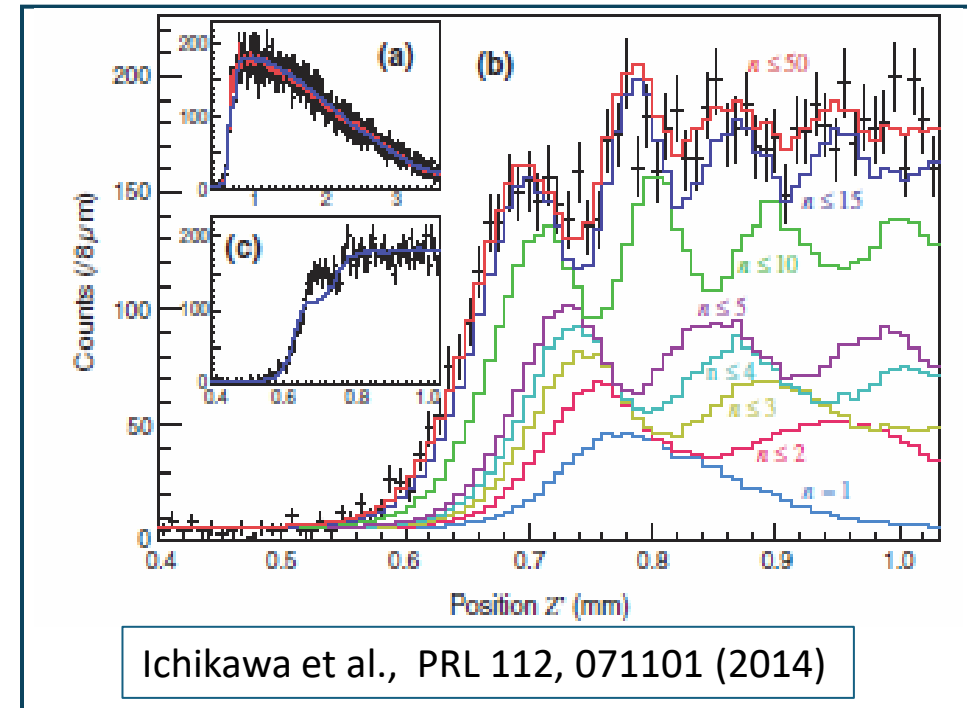 (a)
200
100
0
1 2 3
(b)
n ≤ 50
n ≤ 15
n ≤ 10
n ≤ 5
n ≤ 4
n ≤ 3
n ≤ 2
n = 1
(c)
200
100
0
0.4 0.6 0.8 1.0
200
150
100
50
0
Counts (/8μm)
0.4 0.5 0.6 0.7 0.8 0.9 1.0
Position Z" (mm)
Ichikawa et al., PRL 112, 071101 (2014)